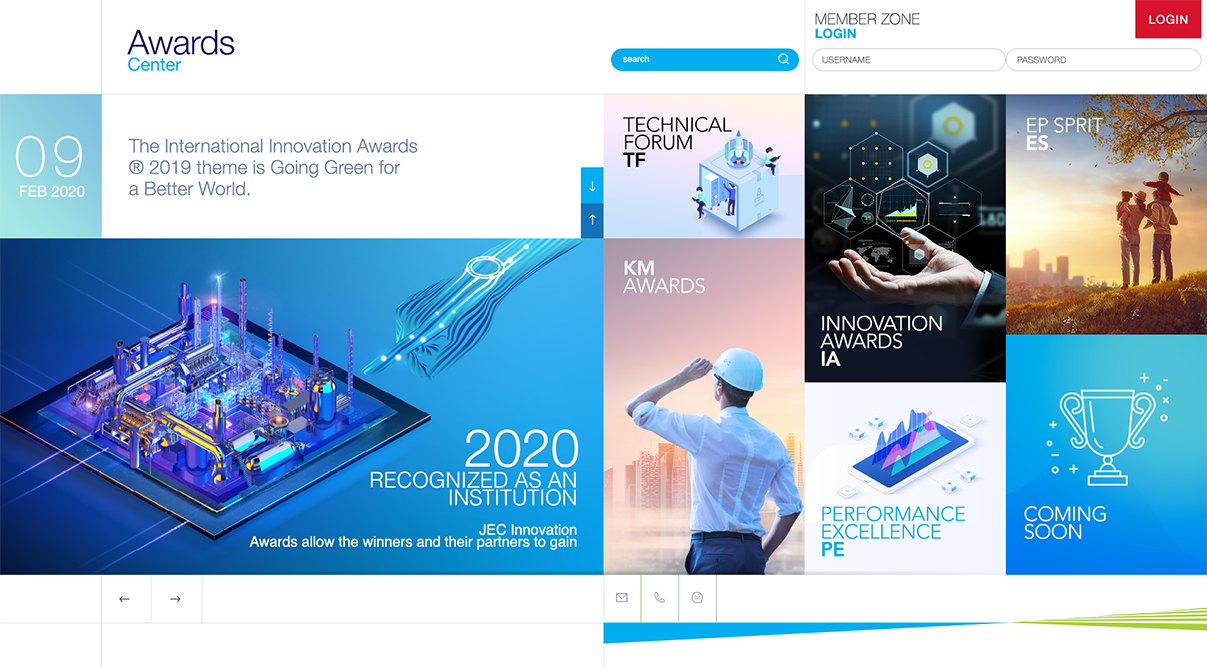 Awards
Center
search
MEMBER ZONE
LOGIN
LOGIN
USERNAME
PASSWORD
09
FEB 2020
The International Innovation Awards
® 2019 theme is Going Green for
a Better World.
TECHNICAL
FORUM
TF
KM
AWARDS
INNOVATION
AWARDS
IA
EP SPRIT
ES
2020
RECOGNIZED AS AN
INSTITUTION
JEC Innovation
Awards allow the winners and their partners to gain
PERFORMANCE
EXCELLENCE
PE
COMING
SOON